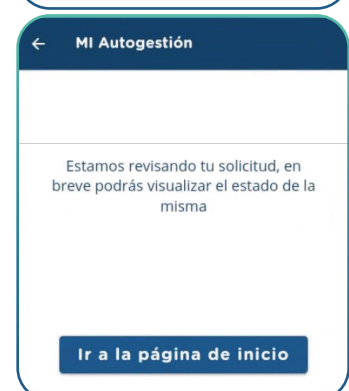 MI Autogestión
Estamos revisando tu solicitud, en
breve podrás visualizar el estado de la
misma
Ir a la página de inicio